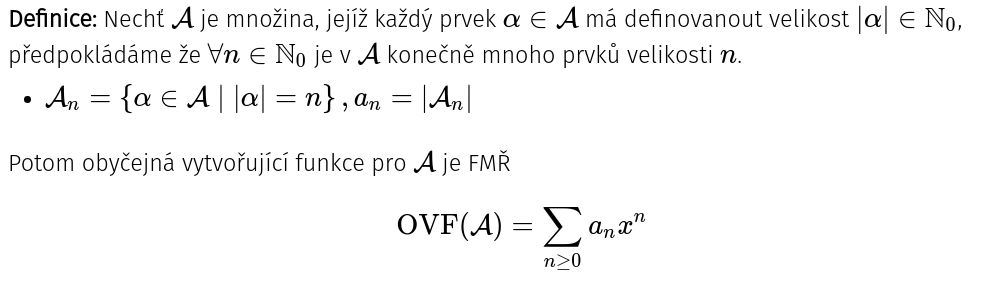 Definice: Nechť 𝒜 je množina, jejíž každý prvek α ∈ 𝒜 má definovanout velikost |α| ∈ ℕ₀,
předpokládáme že ∀n ∈ ℕ₀ je v 𝒜 konečně mnoho prvků velikosti n.
• 𝒜ₙ = {α ∈ 𝒜 | |α| = n} , aₙ = |𝒜ₙ|
Potom obyčejná vytvořující funkce pro 𝒜 je FMŘ
OVF(𝒜) = ∑_{n≥0} aₙxⁿ